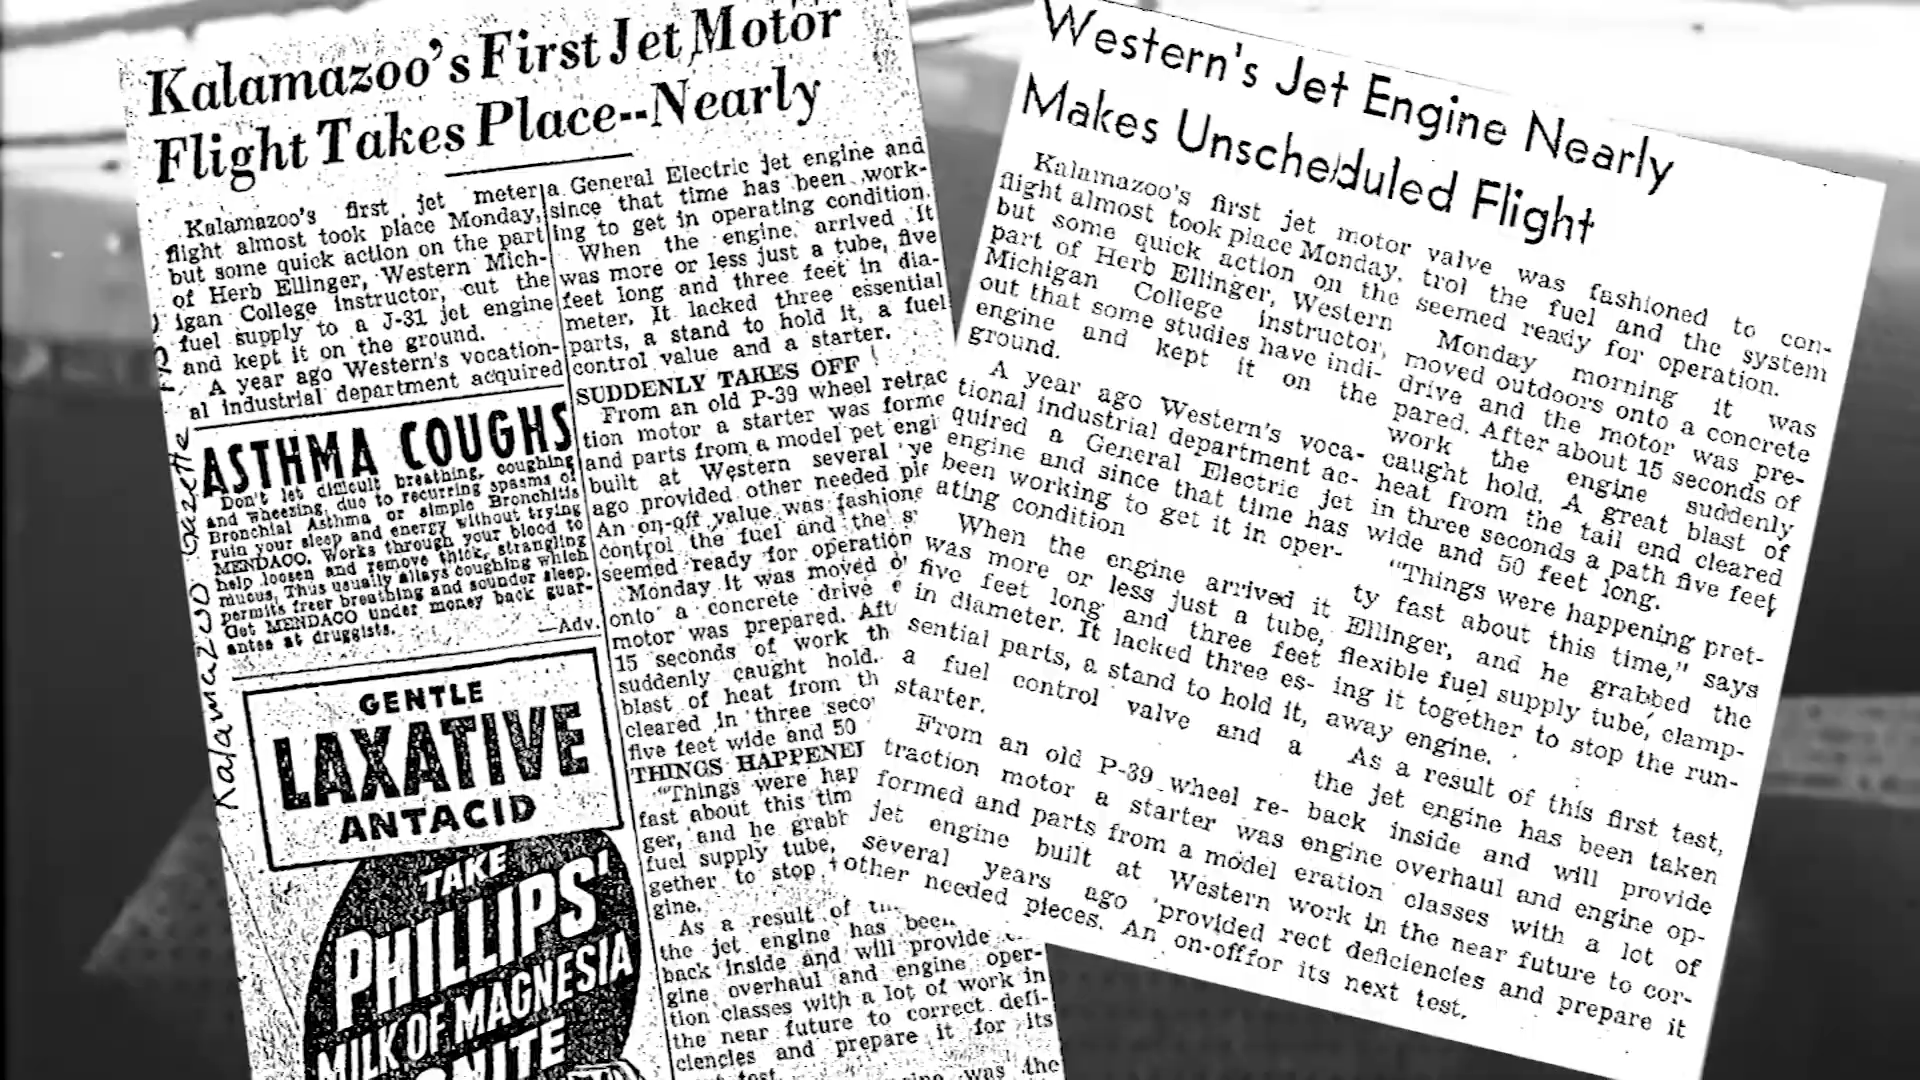 Kalamazoo's First Jet Motor
Flight Takes Place--Nearly
Kalamazoo's first jet meter
flight almost took place Monday,
but some quick action on the part
of Herb Ellinger, Western Mich-
igan College instructor, cut the
fuel supply to a J-31 jet engine
and kept it on the ground.
A year ago Western's vocation-
al industrial department acquired
ASTHMA COUGHS
Don't let difficult breathing, coughing
and wheezing, due to recurring spasms of
Bronchial Asthma, or simple Bronchitis
ruin your sleep and energy without trying
MENDACO. Works through your blood to
help loosen and remove thick, strangling
mucus. Thus usually allays coughing which
permits freer breathing and sounder sleep.
Get MENDACO under money back guar-
antee at druggists.
—Adv.
GENTLE
LAXATIVE
ANTACID
TAKE
PHILLIPS'
MILK OF MAGNESIA
Kalamazoo Gazette
a General Electric jet engine and
since that time has been work-
ing to get in operating condition.
When the engine arrived it
was more or less just a tube, five
feet long and three feet in dia-
meter. It lacked three essential
parts, a stand to hold it, a fuel
control value and a starter.
SUDDENLY TAKES OFF
From an old P-39 wheel retrac
tion motor a starter was forme
and parts from a model pet engi
built at Western several ye
ago provided other needed pie
An on-off value was fashione
control the fuel and the s
seemed ready for operation
Monday it was moved o
onto a concrete drive
motor was prepared. Aft
15 seconds of work th
suddenly caught hold.
blast of heat from th
cleared in three seco
five feet wide and 50
THINGS HAPPENE
"Things were hap
fast about this tim
ger, and he grabb
fuel supply tube,
gether to stop t
gine.
As a result of
the jet engine has been
back inside and will provide
gine overhaul and engine oper-
tion classes with a lot of work in
the near future to correct defi-
ciencies and prepare it for its
test.
was the
Western's Jet Engine Nearly
Makes Unscheduled Flight
Kalamazoo's first jet motor
flight almost took place Monday,
but some quick action on the
part of Herb Ellinger, Western
Michigan College instructor,
out that some studies have indi-
engine and kept it on the
ground.
A year ago Western's voca-
tional industrial department ac-
quired a General Electric jet
engine and since that time has
been working to get it in oper-
ating condition
When the engine arrived it
was more or less just a tube,
five feet long and three feet
in diameter. It lacked three es-
sential parts, a stand to hold it,
a fuel control valve and a
starter.
From an old P-39 wheel re-
traction motor a starter was
formed and parts from a model
jet engine built at Western
several years ago provided
other needed pieces. An on-off
valve was fashioned to con-
trol the fuel and the system
seemed ready for operation.
Monday morning it was
moved outdoors onto a concrete
drive and the motor was pre-
pared. After about 15 seconds of
work the engine suddenly
caught hold. A great blast of
heat from the tail end cleared
in three seconds a path five feet
wide and 50 feet long.
"Things were happening pret-
ty fast about this time," says
Ellinger, and he grabbed the
flexible fuel supply tube, clamp-
ing it together to stop the run-
away engine.
As a result of this first test,
the jet engine has been taken
back inside and will provide
engine overhaul and engine op-
eration classes with a lot of
work in the near future to cor-
rect deficiencies and prepare it
for its next test.